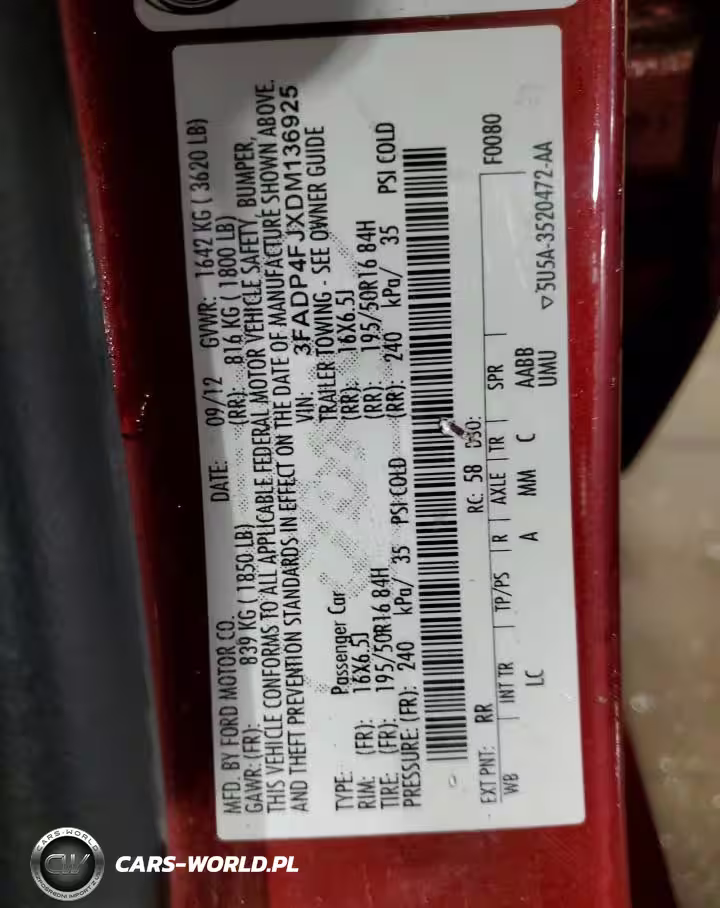 MFD. BY FORD MOTOR CO.
DATE: 09/12 GVWR: 1642 KG ( 3620 LB)
GAWR: (FR): 839 KG ( 1850 LB) (RR): 816 KG ( 1800 LB)
THIS VEHICLE CONFORMS TO ALL APPLICABLE FEDERAL MOTOR VEHICLE SAFETY, BUMPER,
AND THEFT PREVENTION STANDARDS IN EFFECT ON THE DATE OF MANUFACTURE SHOWN ABOVE.
VIN: 3FADP4FJXDM136925
TYPE: Passenger Car TRAILER TOWING - SEE OWNER GUIDE
RIM: (FR): 16X6.5J (RR): 16X6.5J
TIRE: (FR): 195/50R16 84H (RR): 195/50R16 84H
PRESSURE: (FR): 240 kPa/ 35 PSI COLD (RR): 240 kPa/ 35 PSI COLD
RC: 58 DSO: F0080
EXT PNT: RR
WB INT TR TP/PS R AXLE TR SPR
LC A MM C AABB
UMU
▽5U5A-3520472-AA
CARS-WORLD
CW
CARS-WORLD.PL